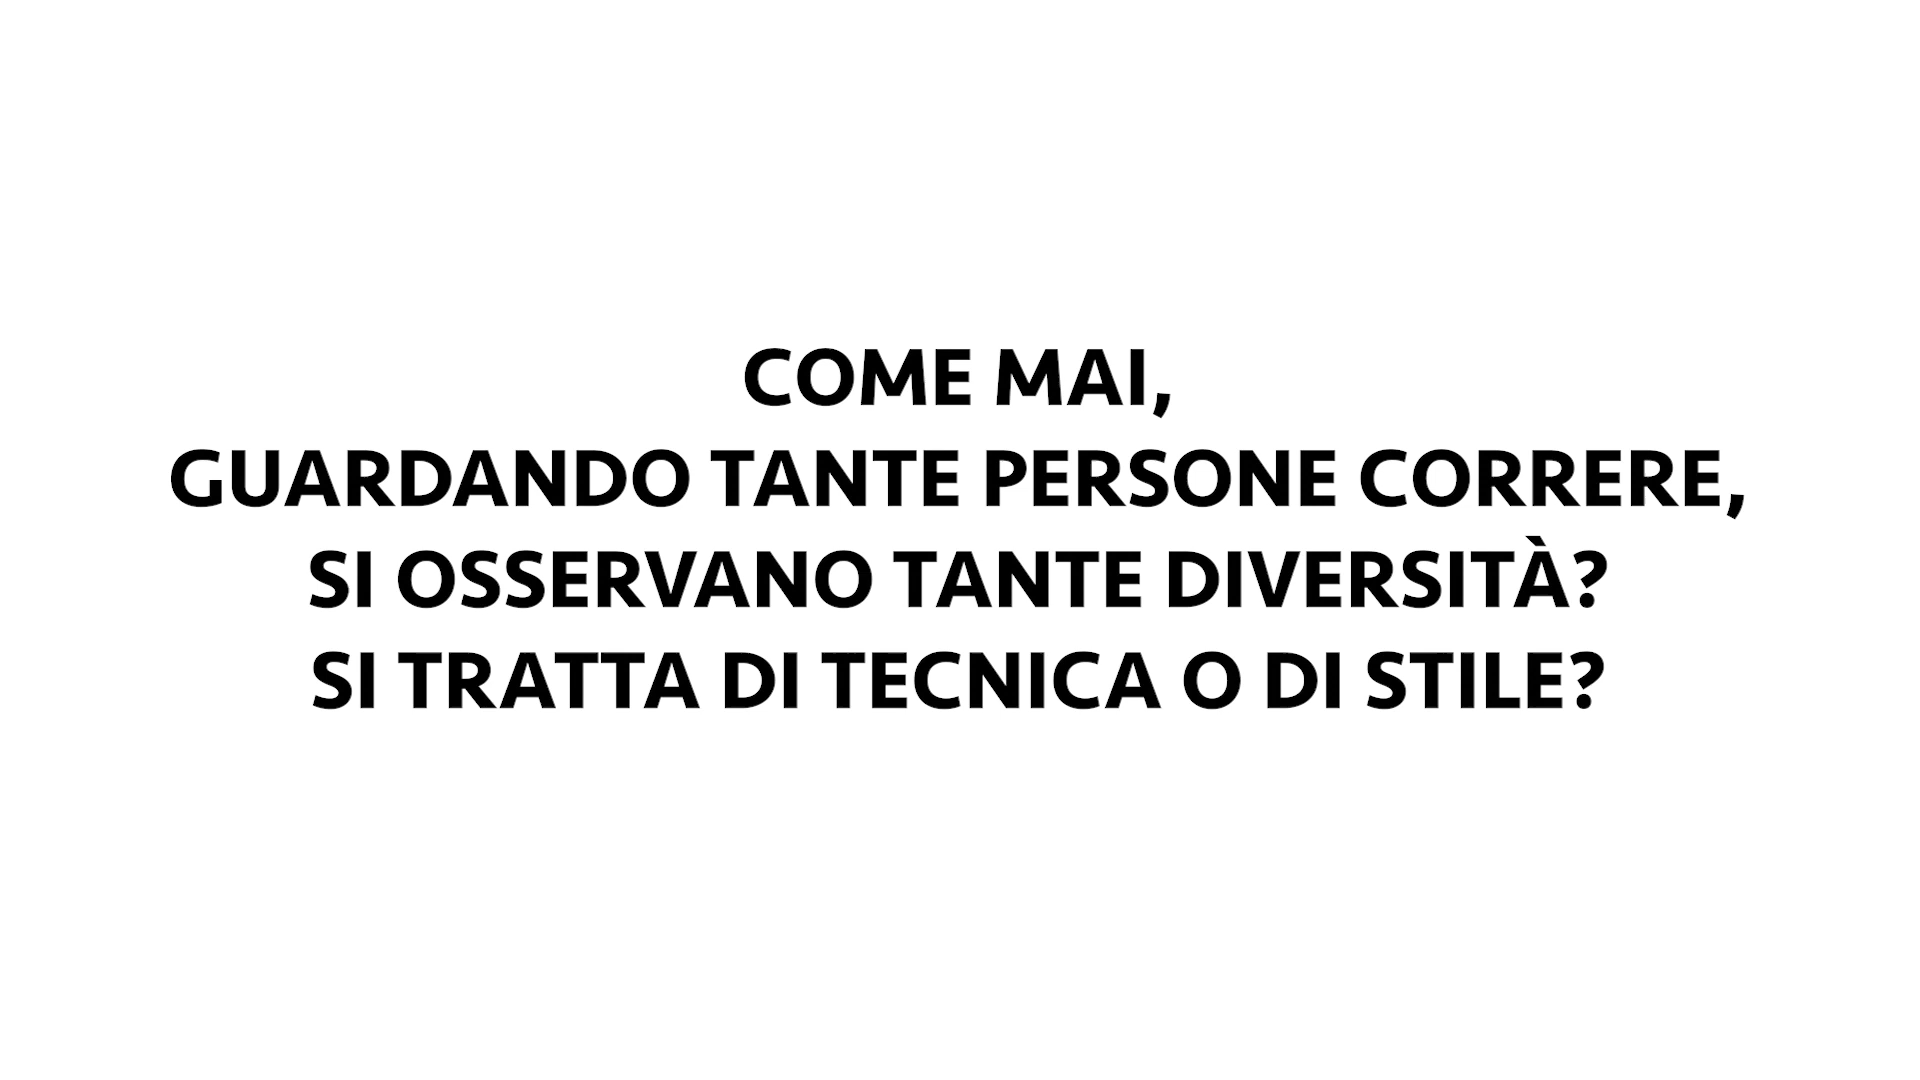 COME MAI,
GUARDANDO TANTE PERSONE CORRERE,
SI OSSERVANO TANTE DIVERSITÀ?
SI TRATTA DI TECNICA O DI STILE?